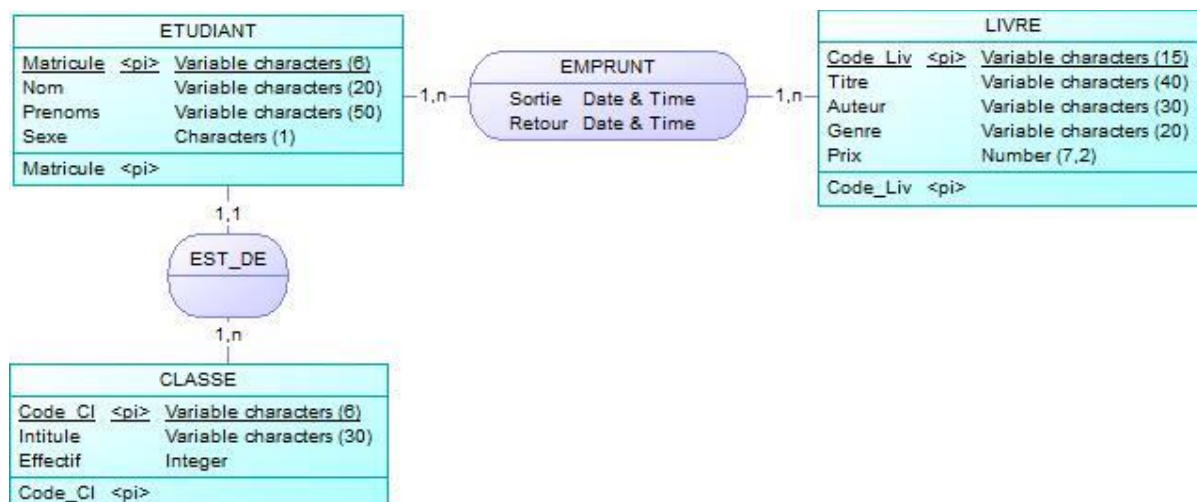 ETUDIANT
Matricule <pi> Variable characters (6)
Nom Variable characters (20)
Prenoms Variable characters (50)
Sexe Characters (1)
Matricule <pi>
1,n
EMPRUNT
Sortie Date & Time
Retour Date & Time
1,n
LIVRE
Code_Liv <pi> Variable characters (15)
Titre Variable characters (40)
Auteur Variable characters (30)
Genre Variable characters (20)
Prix Number (7,2)
Code_Liv <pi>
1,1
EST_DE
1,n
CLASSE
Code_Cl <pi> Variable characters (6)
Intitule Variable characters (30)
Effectif Integer
Code_Cl <pi>